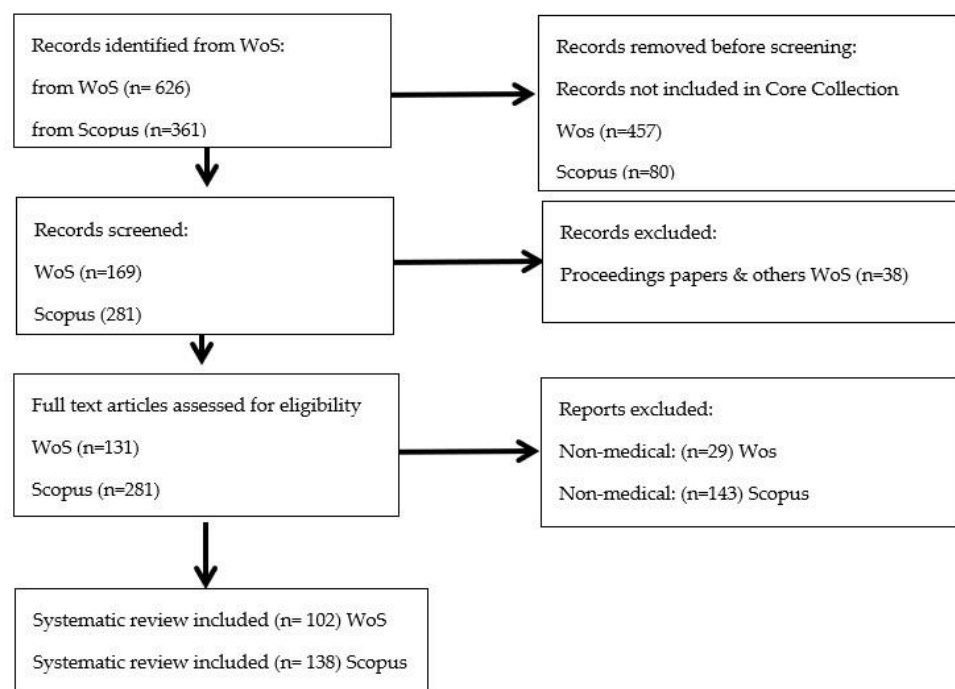 Records identified from WoS:
from WoS (n= 626)
from Scopus (n=361)
Records removed before screening:
Records not included in Core Collection
Wos (n=457)
Scopus (n=80)
Records screened:
WoS (n=169)
Scopus (281)
Records excluded:
Proceedings papers & others WoS (n=38)
Full text articles assessed for eligibility
WoS (n=131)
Scopus (n=281)
Reports excluded:
Non-medical: (n=29) Wos
Non-medical: (n=143) Scopus
Systematic review included (n= 102) WoS
Systematic review included (n= 138) Scopus